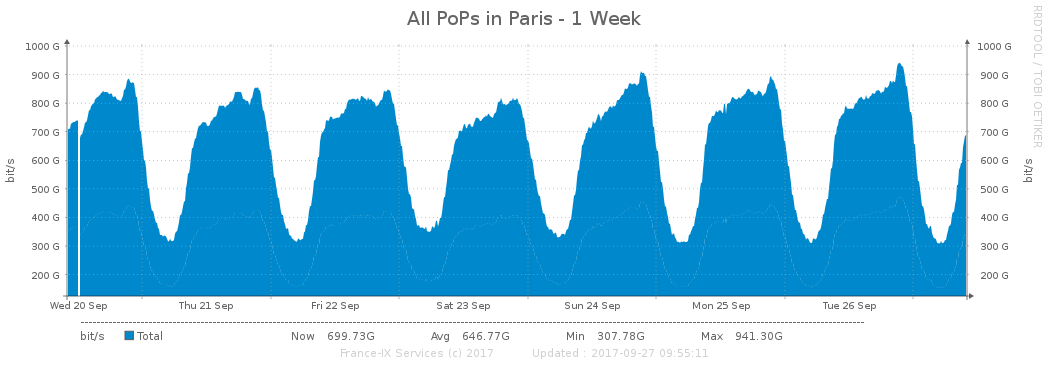 All PoPs in Paris - 1 Week
RRDTOOL / TOBI OETIKER
bit/s
1000 G 1000 G
900 G 900 G
800 G 800 G
700 G 700 G
600 G 600 G
500 G 500 G
400 G 400 G
300 G 300 G
200 G 200 G
bit/s
Wed 20 Sep Thu 21 Sep Fri 22 Sep Sat 23 Sep Sun 24 Sep Mon 25 Sep Tue 26 Sep
bit/s Total Now 699.73G Avg 646.77G Min 307.78G Max 941.30G
France-IX Services (c) 2017 Updated : 2017-09-27 09:55:11